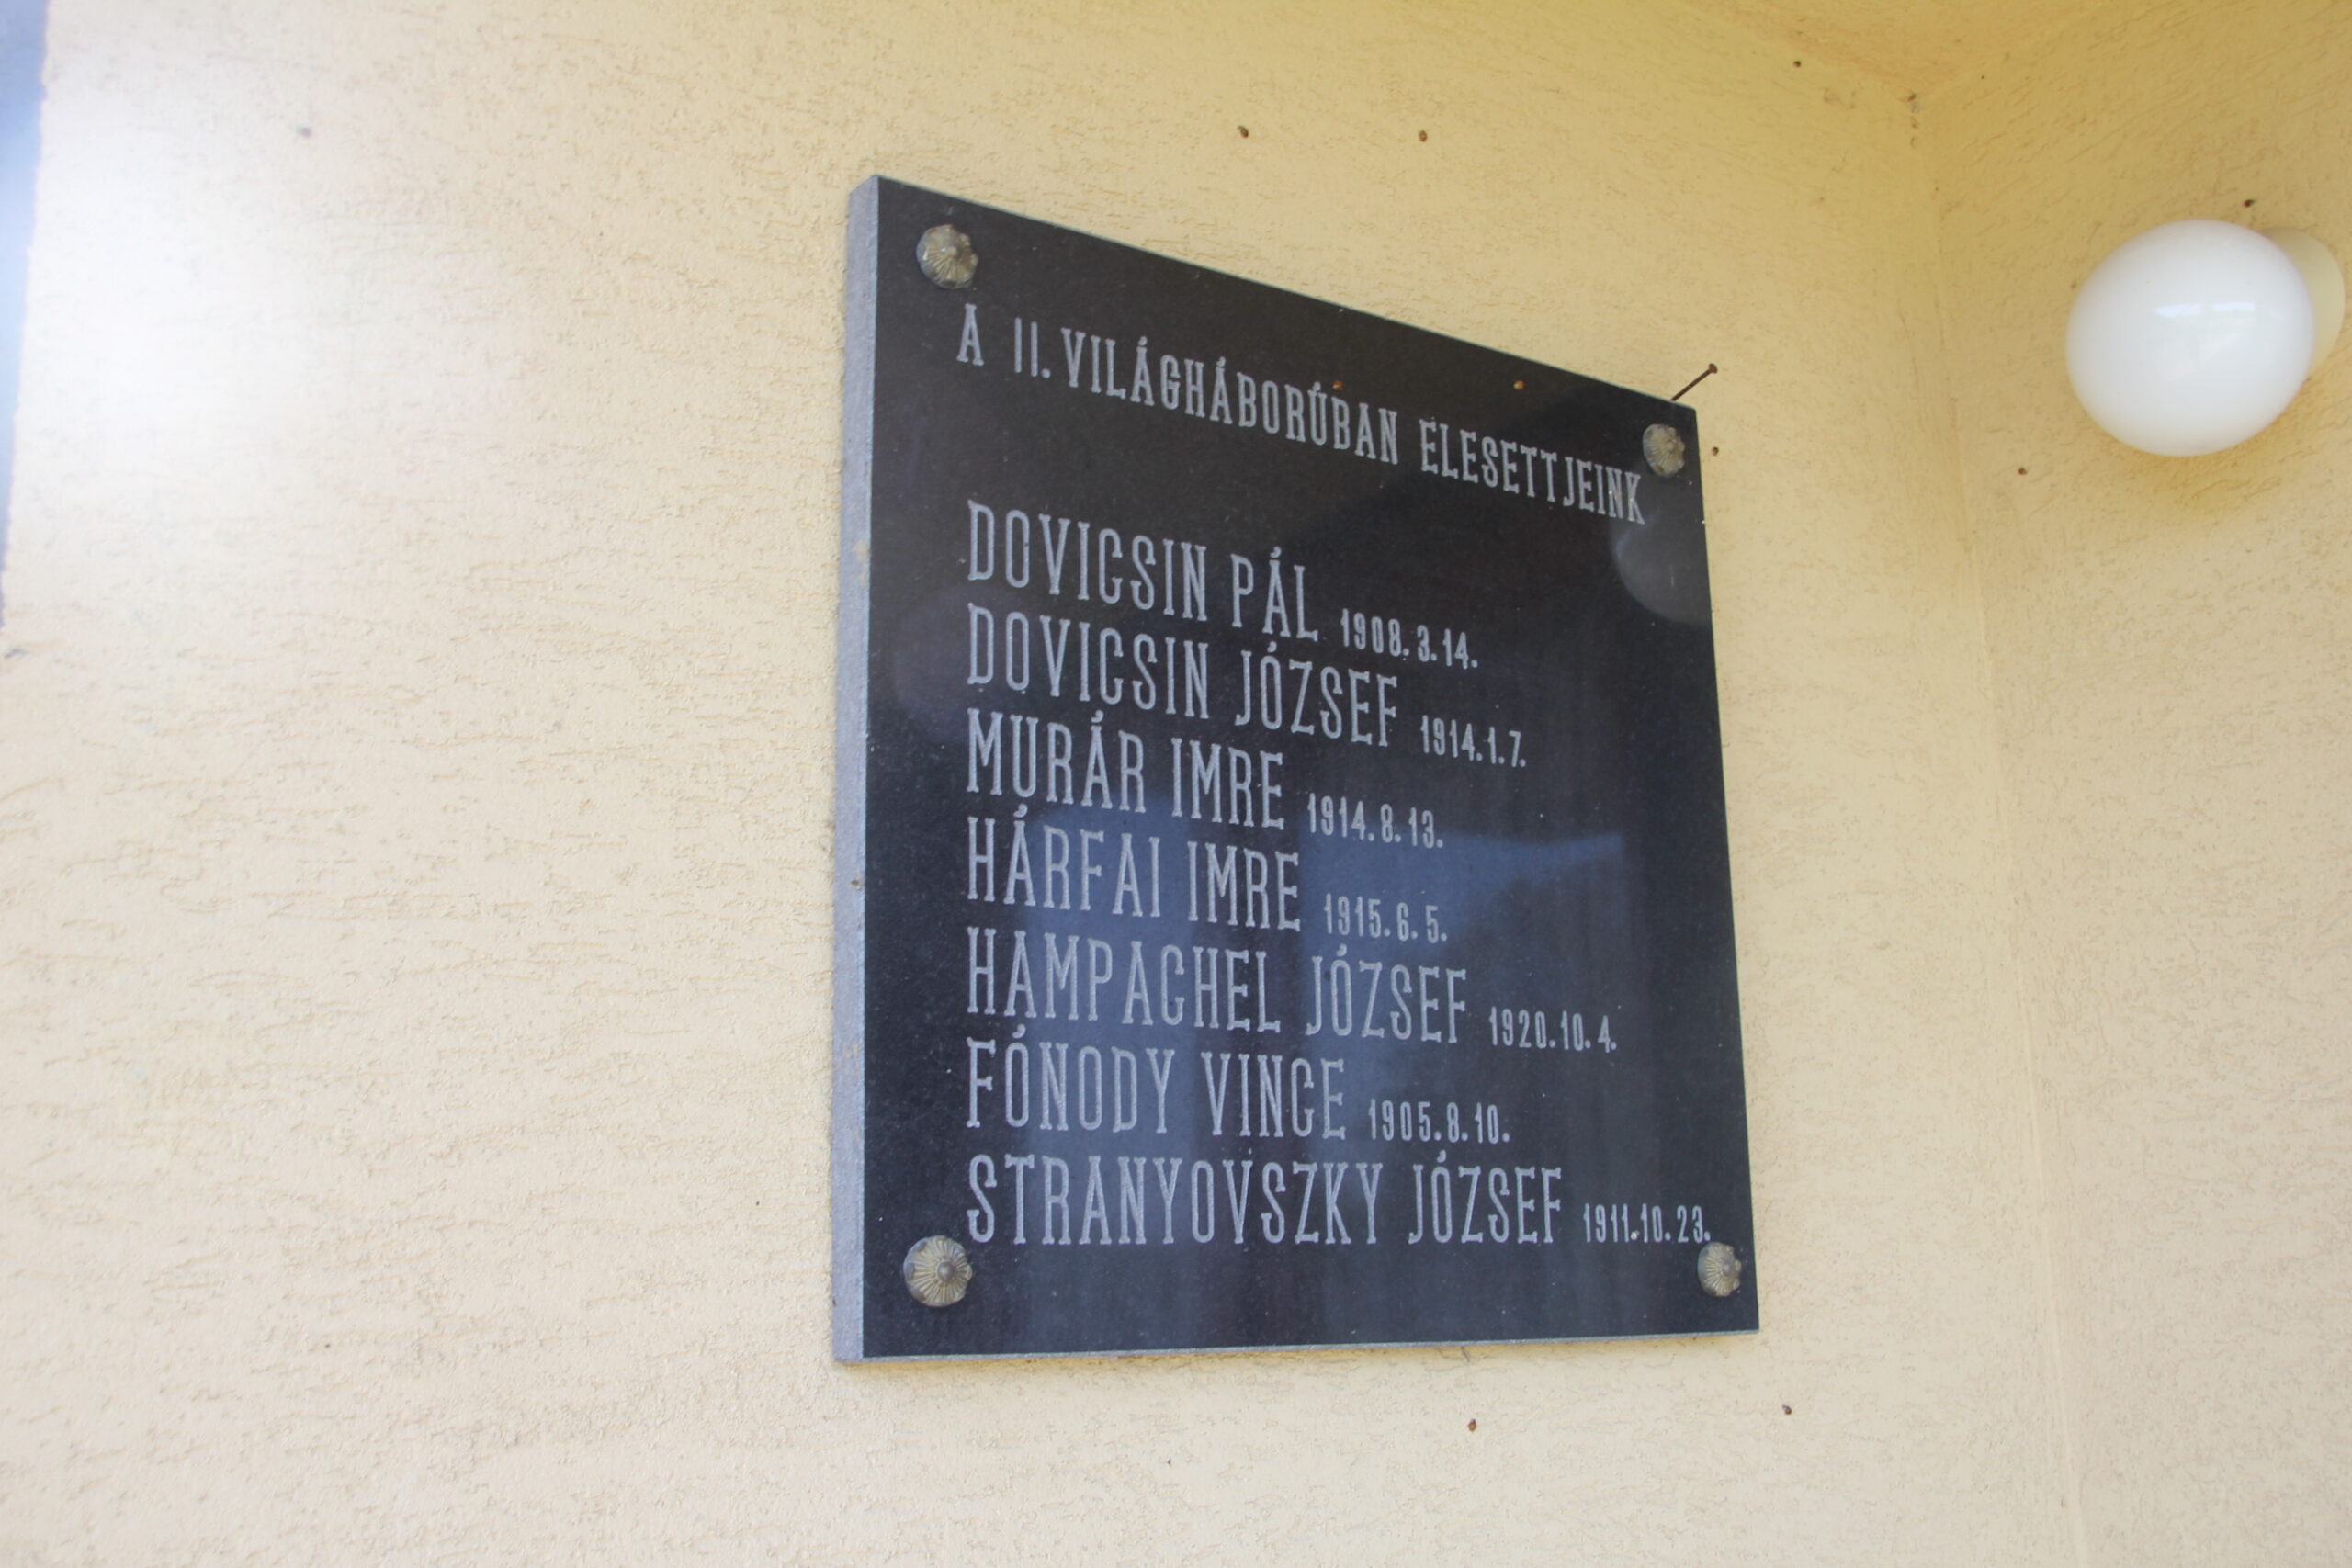 A II. VILÁGHÁBORÚBAN ELESETTJEINK
DOVICSIN PÁL 1908.3.14.
DOVICSIN JÓZSEF 1914.1.7.
MURÁR IMRE 1914.8.13.
HÁRFAI IMRE 1915.6.5.
HAMPACHEL JÓZSEF 1920.10.4.
FÓNODY VINCE 1905.8.10.
STRANYOVSZKY JÓZSEF 1911.10.23.